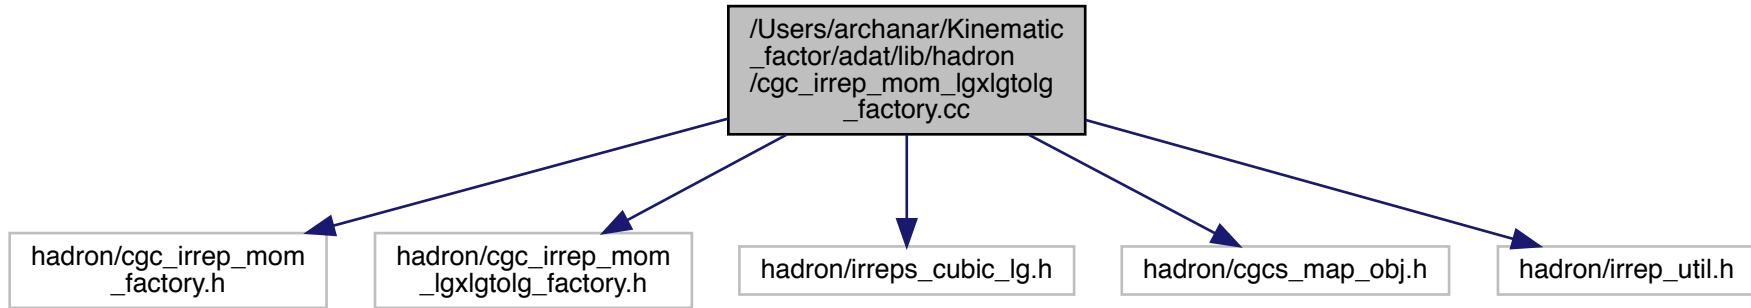 /Users/archanar/Kinematic
_factor/adat/lib/hadron
/cgc_irrep_mom_lgxlgtolg
_factory.cc
hadron/cgc_irrep_mom
_factory.h
hadron/cgc_irrep_mom
_lgxlgtolg_factory.h
hadron/irreps_cubic_lg.h
hadron/cgcs_map_obj.h
hadron/irrep_util.h